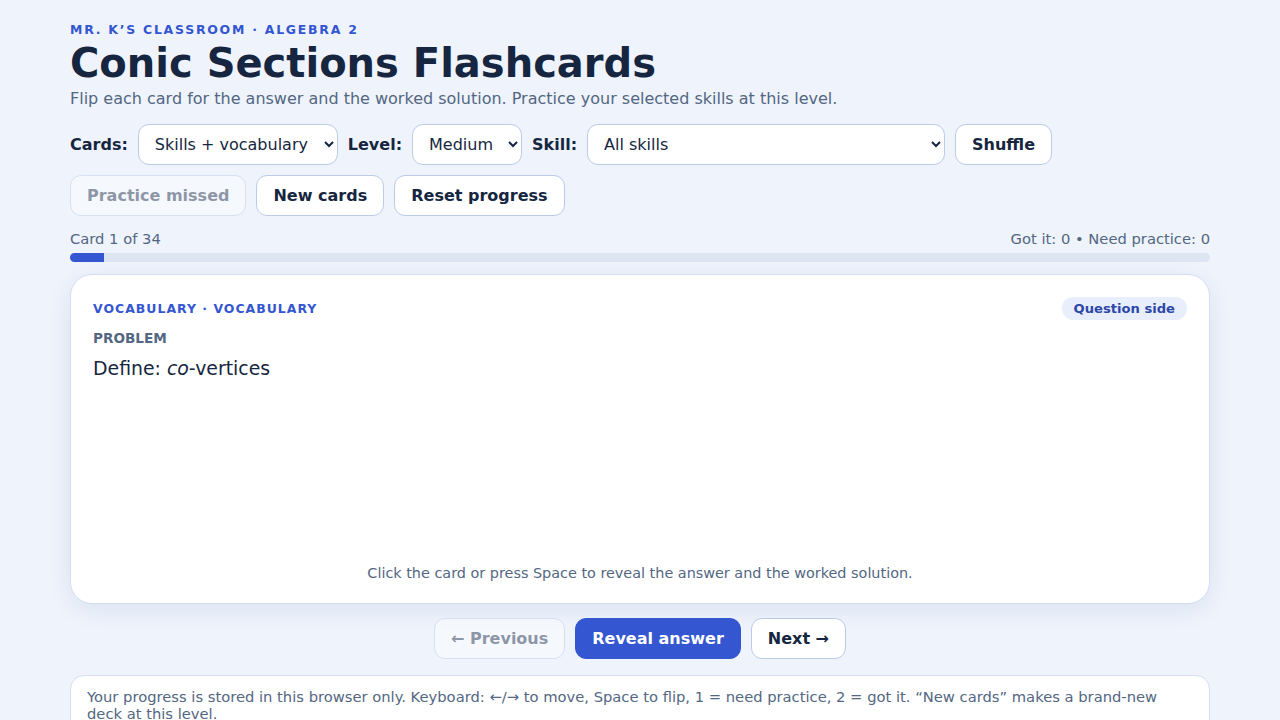 MR. K’S CLASSROOM · ALGEBRA 2
Conic Sections Flashcards
Flip each card for the answer and the worked solution. Practice your selected skills at this level.
Cards: Skills + vocabulary Level: Medium Skill: All skills Shuffle
Practice missed New cards Reset progress
Card 1 of 34 Got it: 0 • Need practice: 0
VOCABULARY · VOCABULARY Question side
PROBLEM
Define: co-vertices
Click the card or press Space to reveal the answer and the worked solution.
← Previous Reveal answer Next →
Your progress is stored in this browser only. Keyboard: ←/→ to move, Space to flip, 1 = need practice, 2 = got it. “New cards” makes a brand-new
deck at this level.